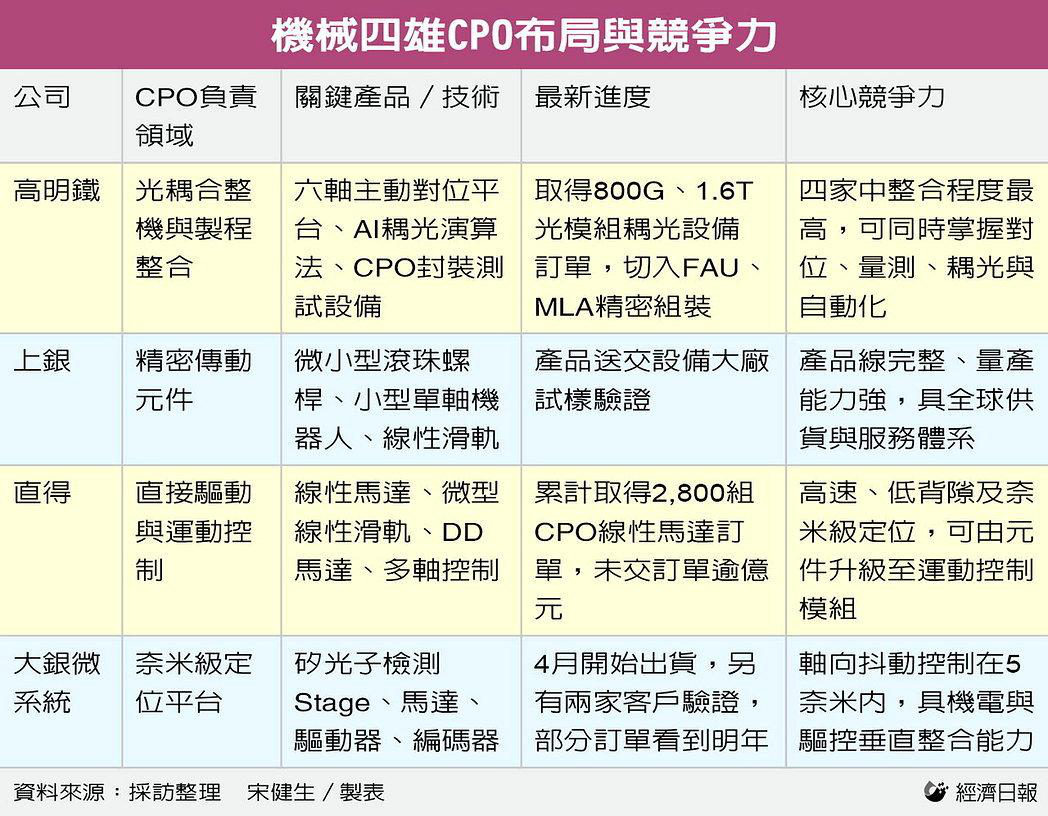 機械四雄CPO布局與競爭力
公司
CPO負責
領域
關鍵產品／技術
最新進度
核心競爭力
高明鐵
光耦合整
機與製程
整合
六軸主動對位平
台、AI耦光演算
法、CPO封裝測
試設備
取得800G、1.6T
光模組耦光設備
訂單，切入FAU、
MLA精密組裝
四家中整合程度最
高，可同時掌握對
位、量測、耦光與
自動化
上銀
精密傳動
元件
微小型滾珠螺
桿、小型單軸機
器人、線性滑軌
產品送交設備大廠
試樣驗證
產品線完整、量產
能力強，具全球供
貨與服務體系
直得
直接驅動
與運動控
制
線性馬達、微型
線性滑軌、DD
馬達、多軸控制
累計取得2,800組
CPO線性馬達訂
單，未交訂單逾億
元
高速、低背隙及奈
米級定位，可由元
件升級至運動控制
模組
大銀微
系統
奈米級定
位平台
矽光子檢測
Stage、馬達、
驅動器、編碼器
4月開始出貨，另
有兩家客戶驗證，
部分訂單看到明年
軸向抖動控制在5
奈米內，具機電與
驅控垂直整合能力
資料來源：採訪整理　宋健生／製表
經濟日報